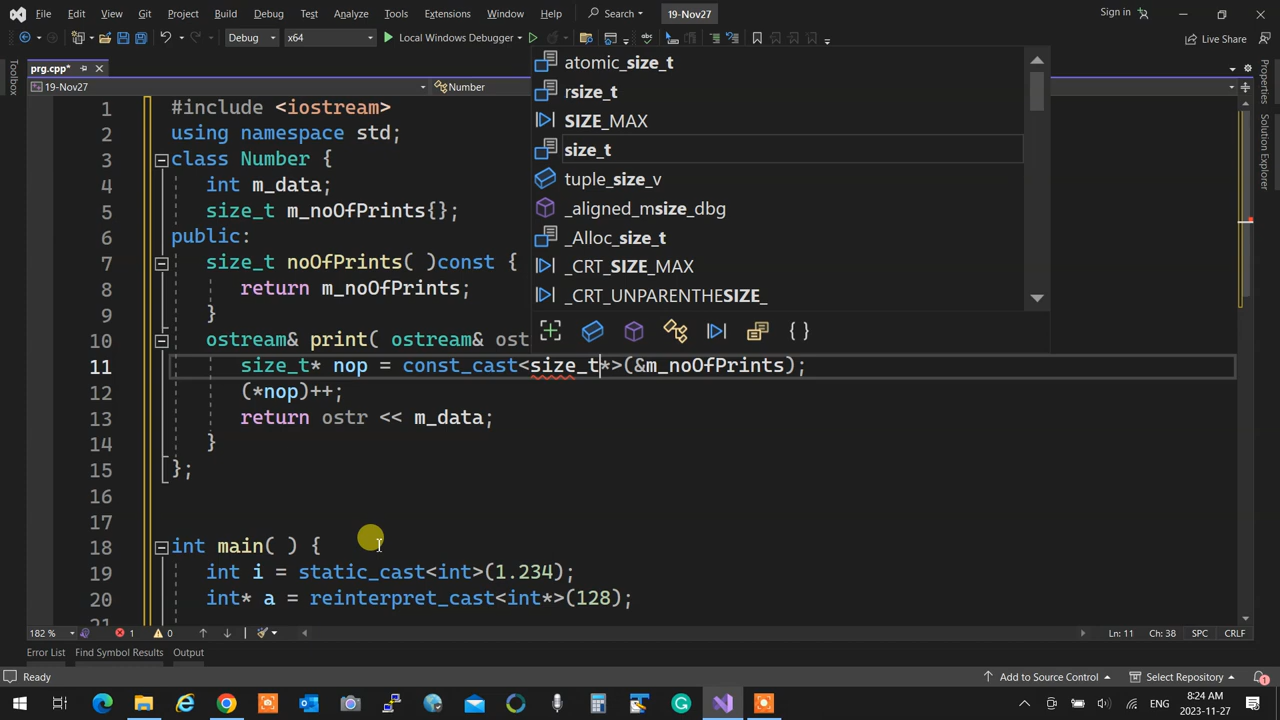 File Edit View Git Project Build Debug Test Analyze Tools Extensions Window Help Search 19-Nov27 Sign in
Debug x64 Local Windows Debugger Live Share
prg.cpp*
19-Nov27 Number
Toolbox
Properties
Solution Explorer
atomic_size_t
rsize_t
SIZE_MAX
size_t
tuple_size_v
_aligned_msize_dbg
_Alloc_size_t
_CRT_SIZE_MAX
_CRT_UNPARENTHESIZE_
1 #include <iostream>
2 using namespace std;
3 class Number {
4 int m_data;
5 size_t m_noOfPrints{};
6 public:
7 size_t noOfPrints( )const {
8 return m_noOfPrints;
9 }
10 ostream& print( ostream& ost
11 size_t* nop = const_cast<size_t*>(&m_noOfPrints);
12 (*nop)++;
13 return ostr << m_data;
14 }
15 };
16
17
18 int main( ) {
19 int i = static_cast<int>(1.234);
20 int* a = reinterpret_cast<int*>(128);
21
182 % 1 0 Ln: 11 Ch: 38 SPC CRLF
Error List Find Symbol Results Output
Ready Add to Source Control Select Repository 1
ENG 8:24 AM
2023-11-27